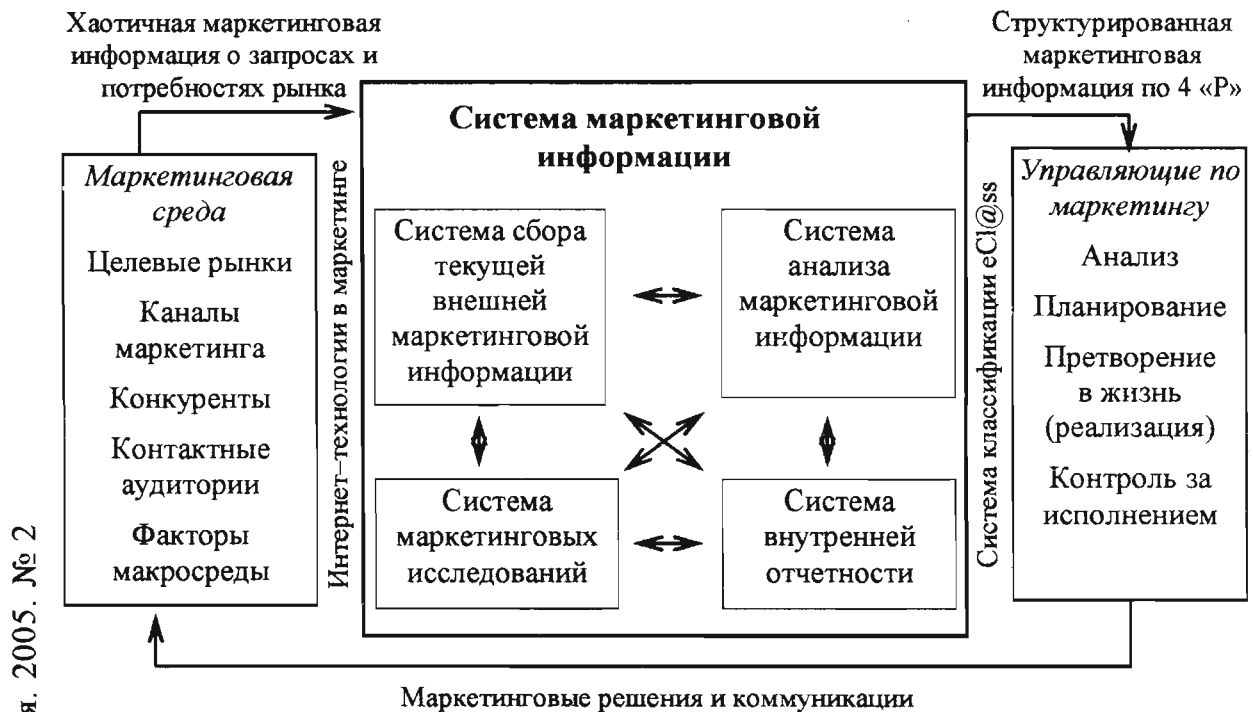 Хаотичная маркетинговая
информация о запросах и
потребностях рынка
Структурированная
маркетинговая
информация по 4 «Р»
Маркетинговая
среда
Целевые рынки
Каналы
маркетинга
Конкуренты
Контактные
аудитории
Факторы
макросреды
Интернет–технологии в маркетинге
Система маркетинговой
информации
Система сбора
текущей
внешней
маркетинговой
информации
Система
анализа
маркетинговой
информации
Система
маркетинговых
исследований
Система
внутренней
отчетности
Система классификации eCl@ss
Управляющие по
маркетингу
Анализ
Планирование
Претворение
в жизнь
(реализация)
Контроль за
исполнением
Маркетинговые решения и коммуникации
я. 2005. № 2